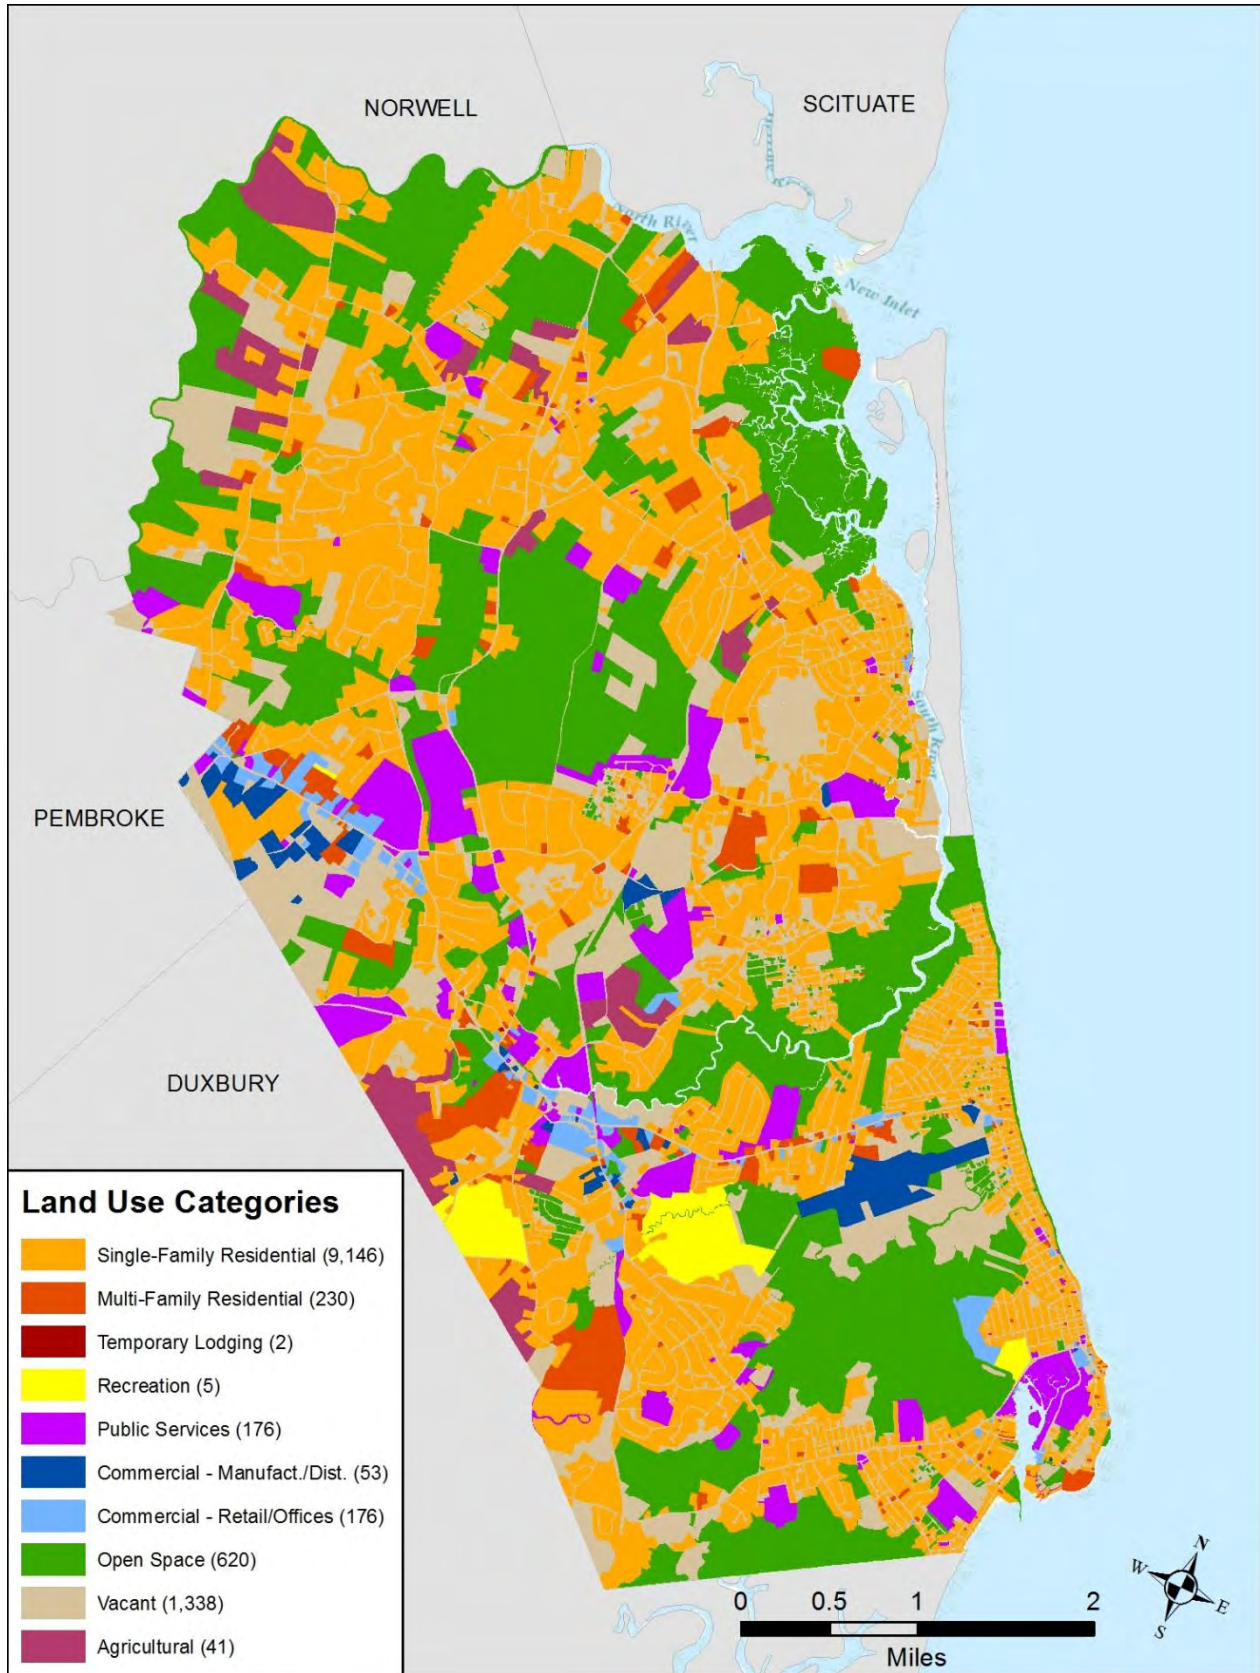 NORWELL
SCITUATE
North River
New Inlet
South River
PEMBROKE
DUXBURY
Land Use Categories
Single-Family Residential (9,146)
Multi-Family Residential (230)
Temporary Lodging (2)
Recreation (5)
Public Services (176)
Commercial - Manufact./Dist. (53)
Commercial - Retail/Offices (176)
Open Space (620)
Vacant (1,338)
Agricultural (41)
N
W
E
S
0 0.5 1 2
Miles